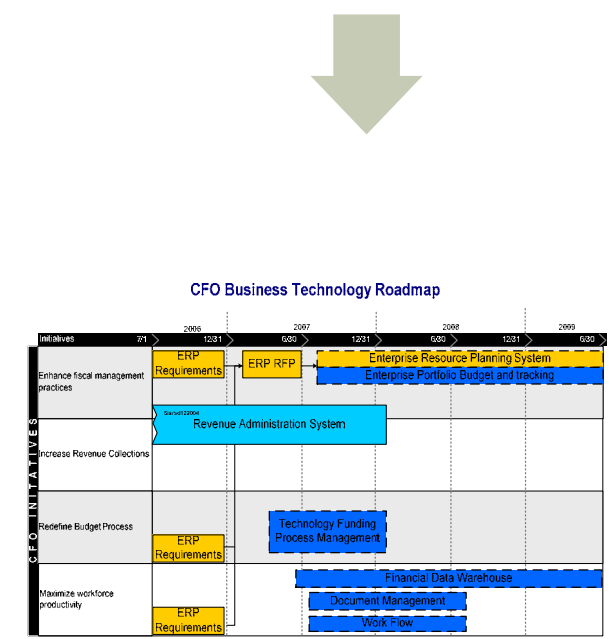 CFO Business Technology Roadmap
2006 2007 2008 2009
Initiatives 7/1 12/31 6/30 12/31 6/30 12/31 6/30
CFO INITATIVES
Enhance fiscal management
practices
ERP
Requirements
ERP RFP
Enterprise Resource Planning System
Enterprise Portfolio Budget and tracking
Increase Revenue Collections
Revenue Administration System
Redefine Budget Process
ERP
Requirements
Technology Funding
Process Management
Maximize workforce
productivity
ERP
Requirements
Financial Data Warehouse
Document Management
Work Flow